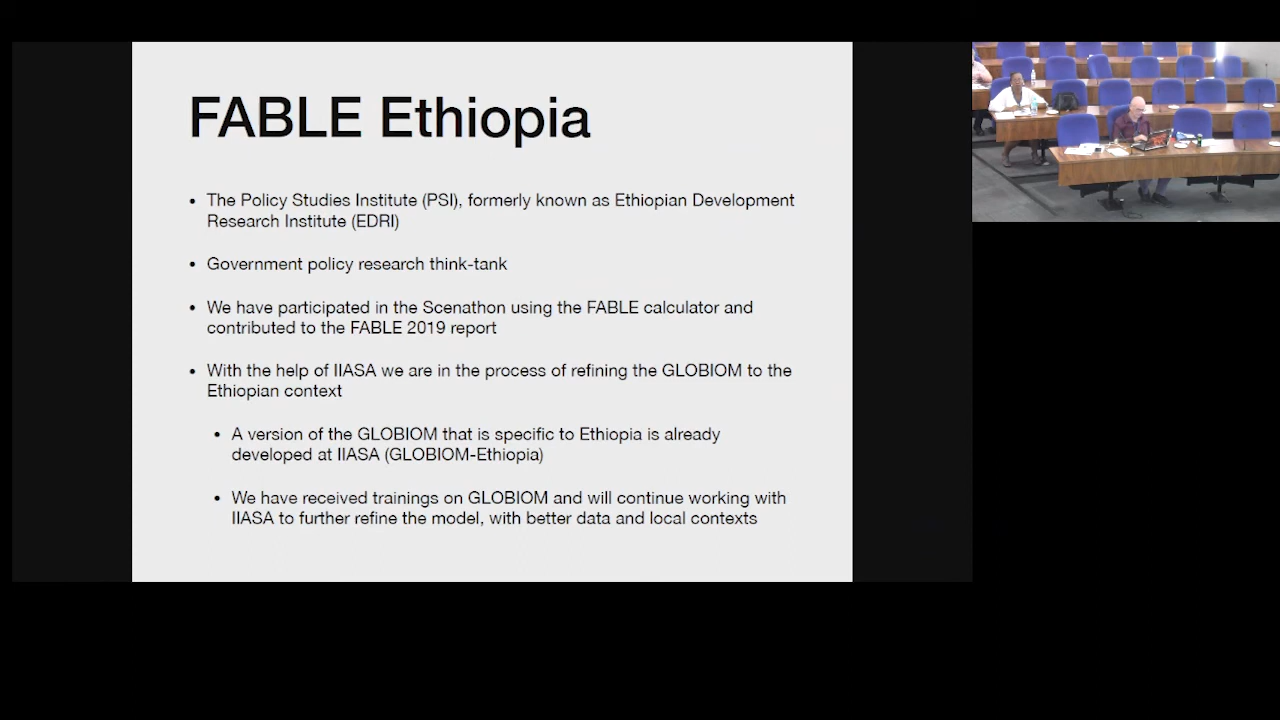 FABLE Ethiopia
• The Policy Studies Institute (PSI), formerly known as Ethiopian Development
Research Institute (EDRI)
• Government policy research think-tank
• We have participated in the Scenathon using the FABLE calculator and
contributed to the FABLE 2019 report
• With the help of IIASA we are in the process of refining the GLOBIOM to the
Ethiopian context
• A version of the GLOBIOM that is specific to Ethiopia is already
developed at IIASA (GLOBIOM-Ethiopia)
• We have received trainings on GLOBIOM and will continue working with
IIASA to further refine the model, with better data and local contexts